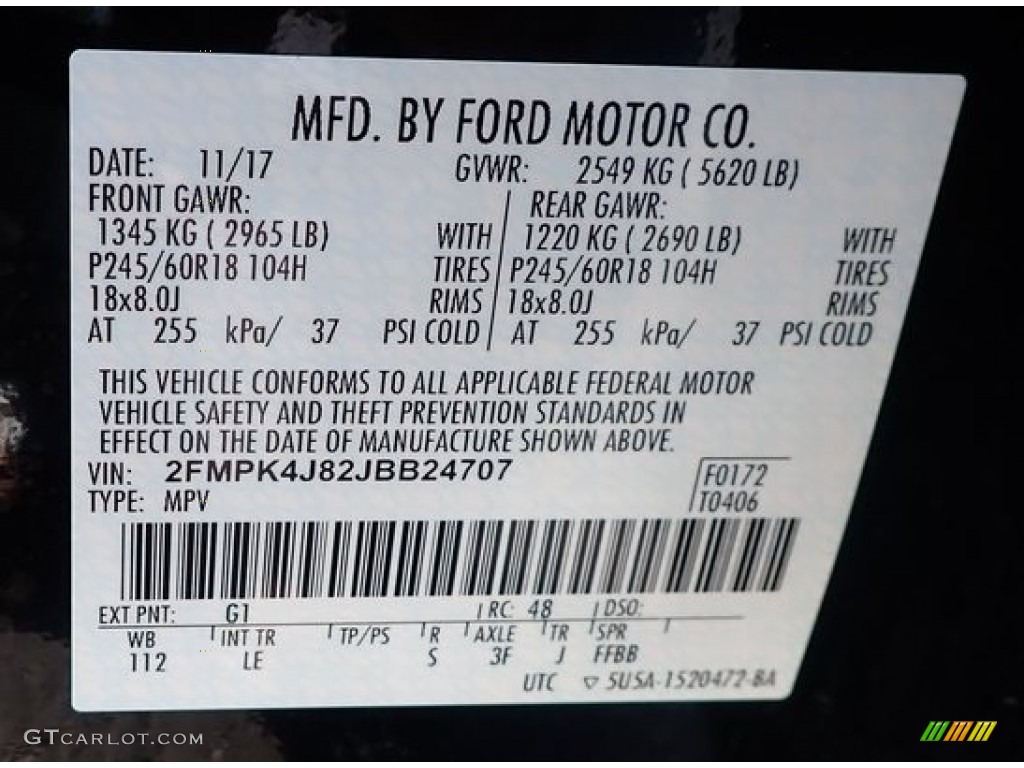 MFD. BY FORD MOTOR CO.
DATE: 11/17 GVWR: 2549 KG ( 5620 LB)
FRONT GAWR: REAR GAWR:
1345 KG ( 2965 LB) WITH 1220 KG ( 2690 LB) WITH
P245/60R18 104H TIRES P245/60R18 104H TIRES
18x8.0J RIMS 18x8.0J RIMS
AT 255 kPa/ 37 PSI COLD AT 255 kPa/ 37 PSI COLD
THIS VEHICLE CONFORMS TO ALL APPLICABLE FEDERAL MOTOR
VEHICLE SAFETY AND THEFT PREVENTION STANDARDS IN
EFFECT ON THE DATE OF MANUFACTURE SHOWN ABOVE.
VIN: 2FMPK4J82JBB24707 F0172
TYPE: MPV T0406
EXT PNT: G1 RC: 48 DSO:
WB INT TR TP/PS R AXLE TR SPR
112 LE S 3F J FFBB
UTC ▽ 5USA-1520472-BA
GTCARLOT.COM